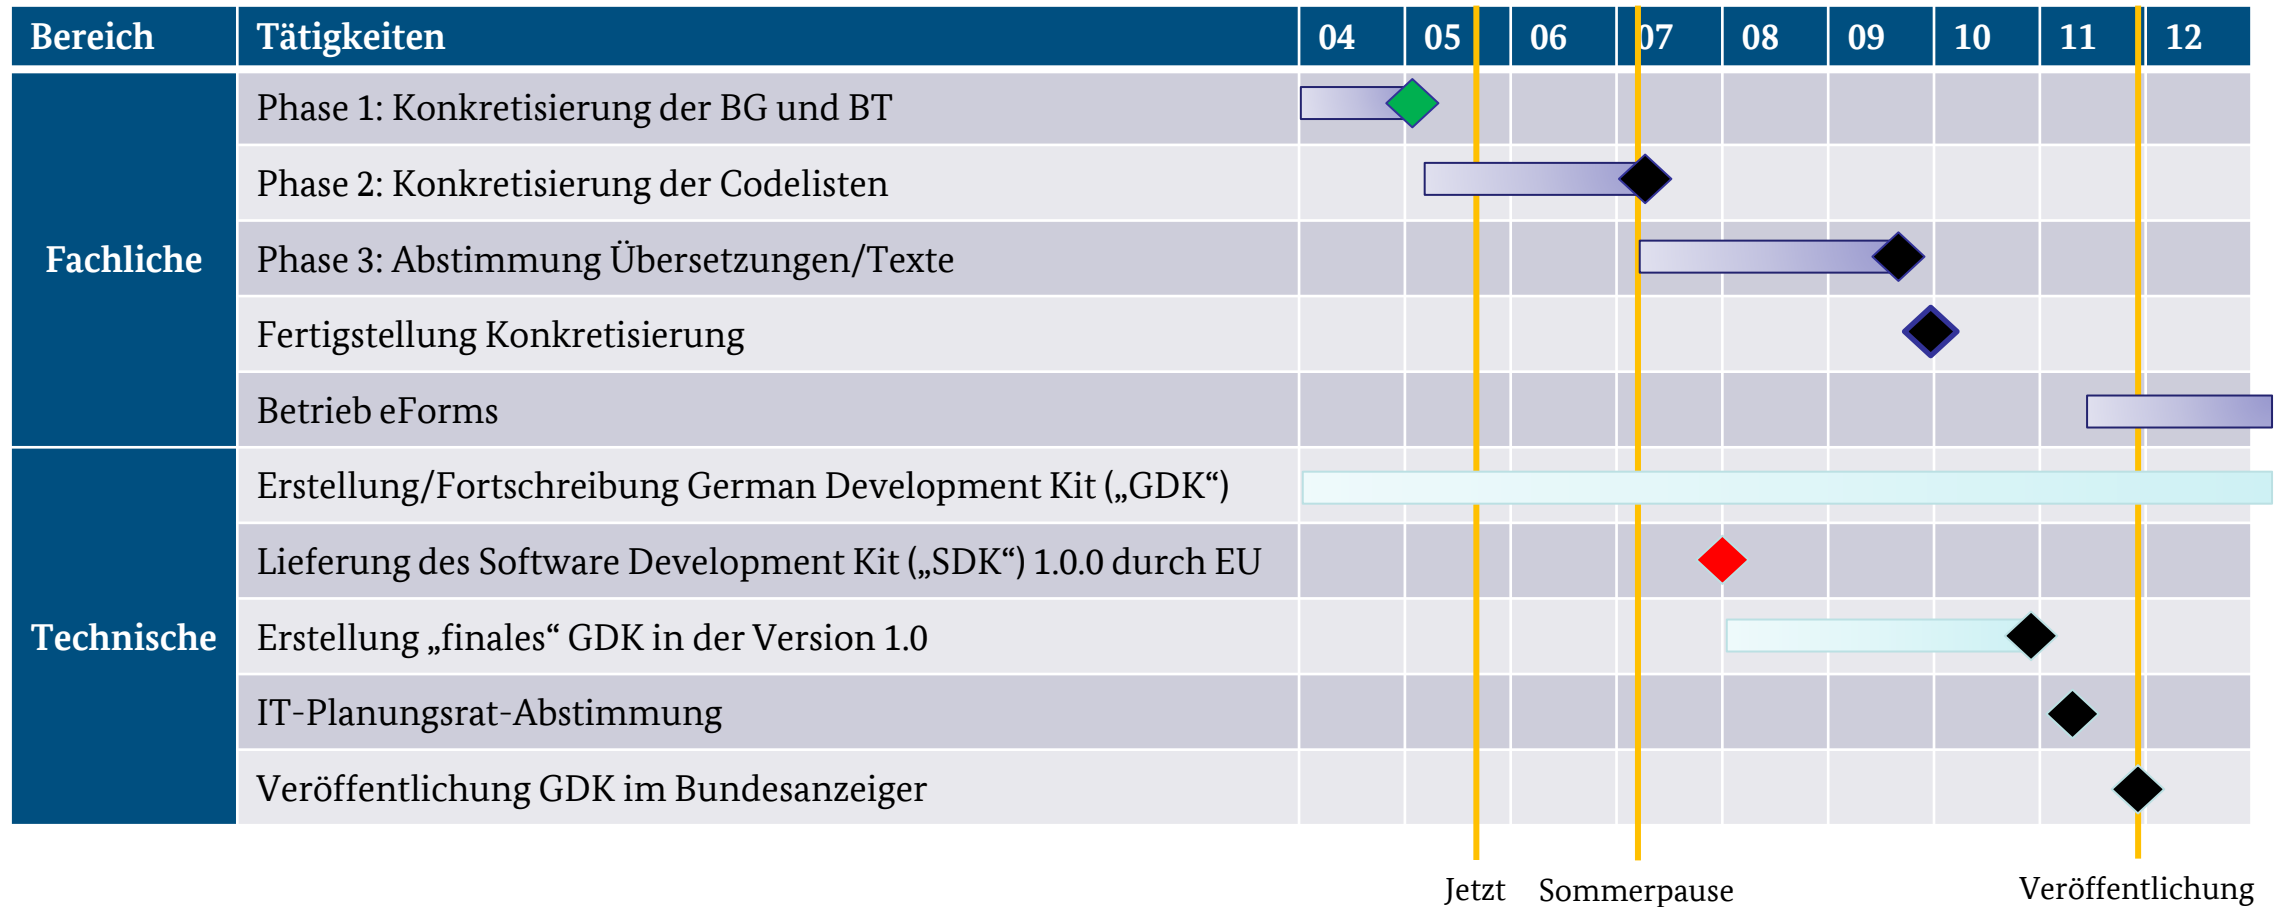 Bereich Tätigkeiten 04 05 06 07 08 09 10 11 12
Phase 1: Konkretisierung der BG und BT
Phase 2: Konkretisierung der Codelisten
Fachliche Phase 3: Abstimmung Übersetzungen/Texte
Fertigstellung Konkretisierung
Betrieb eForms
Erstellung/Fortschreibung German Development Kit („GDK“)
Lieferung des Software Development Kit („SDK“) 1.0.0 durch EU
Technische Erstellung „finales“ GDK in der Version 1.0
IT-Planungsrat-Abstimmung
Veröffentlichung GDK im Bundesanzeiger
Jetzt Sommerpause Veröffentlichung